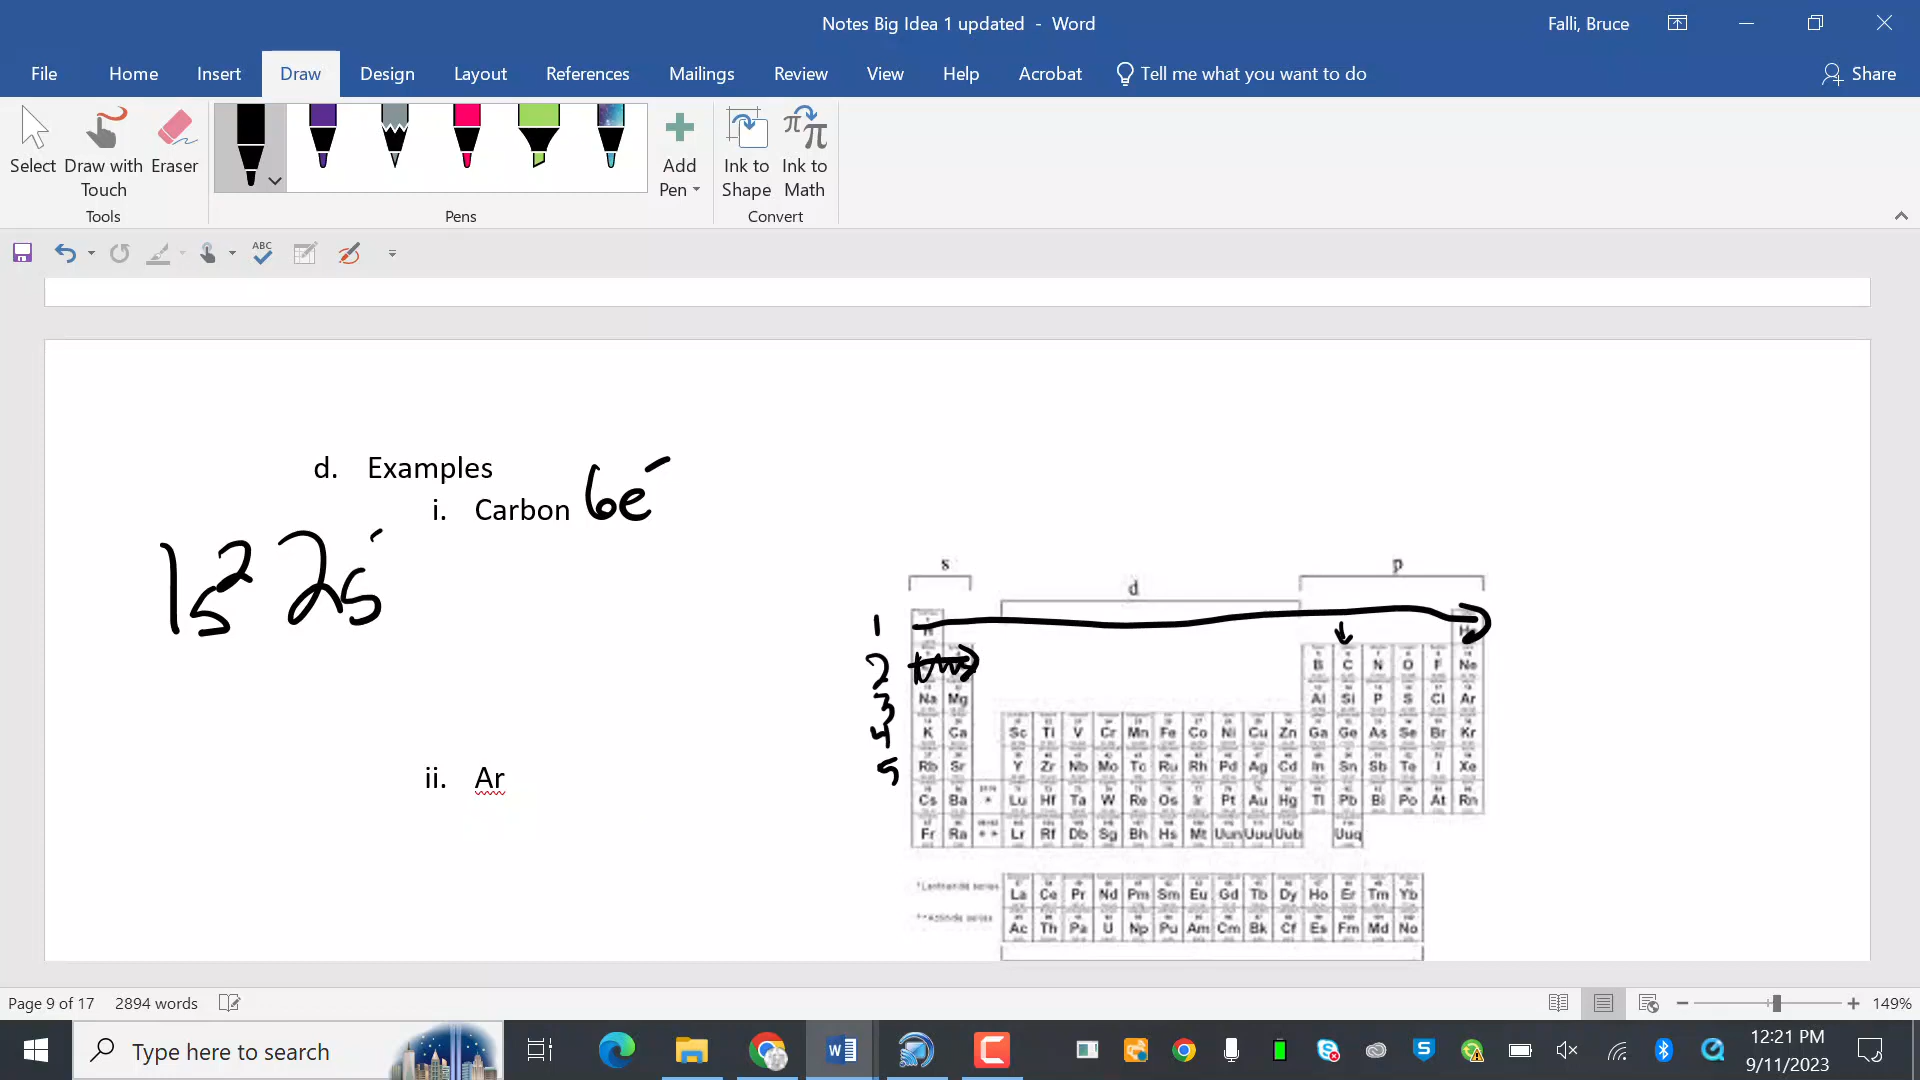 Notes Big Idea 1 updated - Word
Falli, Bruce
File Home Insert Draw Design Layout References Mailings Review View Help Acrobat Tell me what you want to do Share
Select Draw with Touch Eraser Add Pen Ink to Shape Ink to Math
Tools Pens Convert
ABC
d. Examples
i. Carbon 6e⁻
1s² 2s
ii. Ar
s p
d
1
2 B C N O F Ne
3 Na Mg Al Si P S Cl Ar
4 K Ca Sc Ti V Cr Mn Fe Co Ni Cu Zn Ga Ge As Se Br Kr
5 Rb Sr Y Zr Nb Mo Tc Ru Rh Pd Ag Cd In Sn Sb Te I Xe
Cs Ba * Lu Hf Ta W Re Os Ir Pt Au Hg Tl Pb Bi Po At Rn
Fr Ra ** Lr Rf Db Sg Bh Hs Mt Uun Uuu Uub Uuq
*Lanthanide series La Ce Pr Nd Pm Sm Eu Gd Tb Dy Ho Er Tm Yb
**Actinide series Ac Th Pa U Np Pu Am Cm Bk Cf Es Fm Md No
Page 9 of 17 2894 words 149%
Type here to search
12:21 PM
9/11/2023